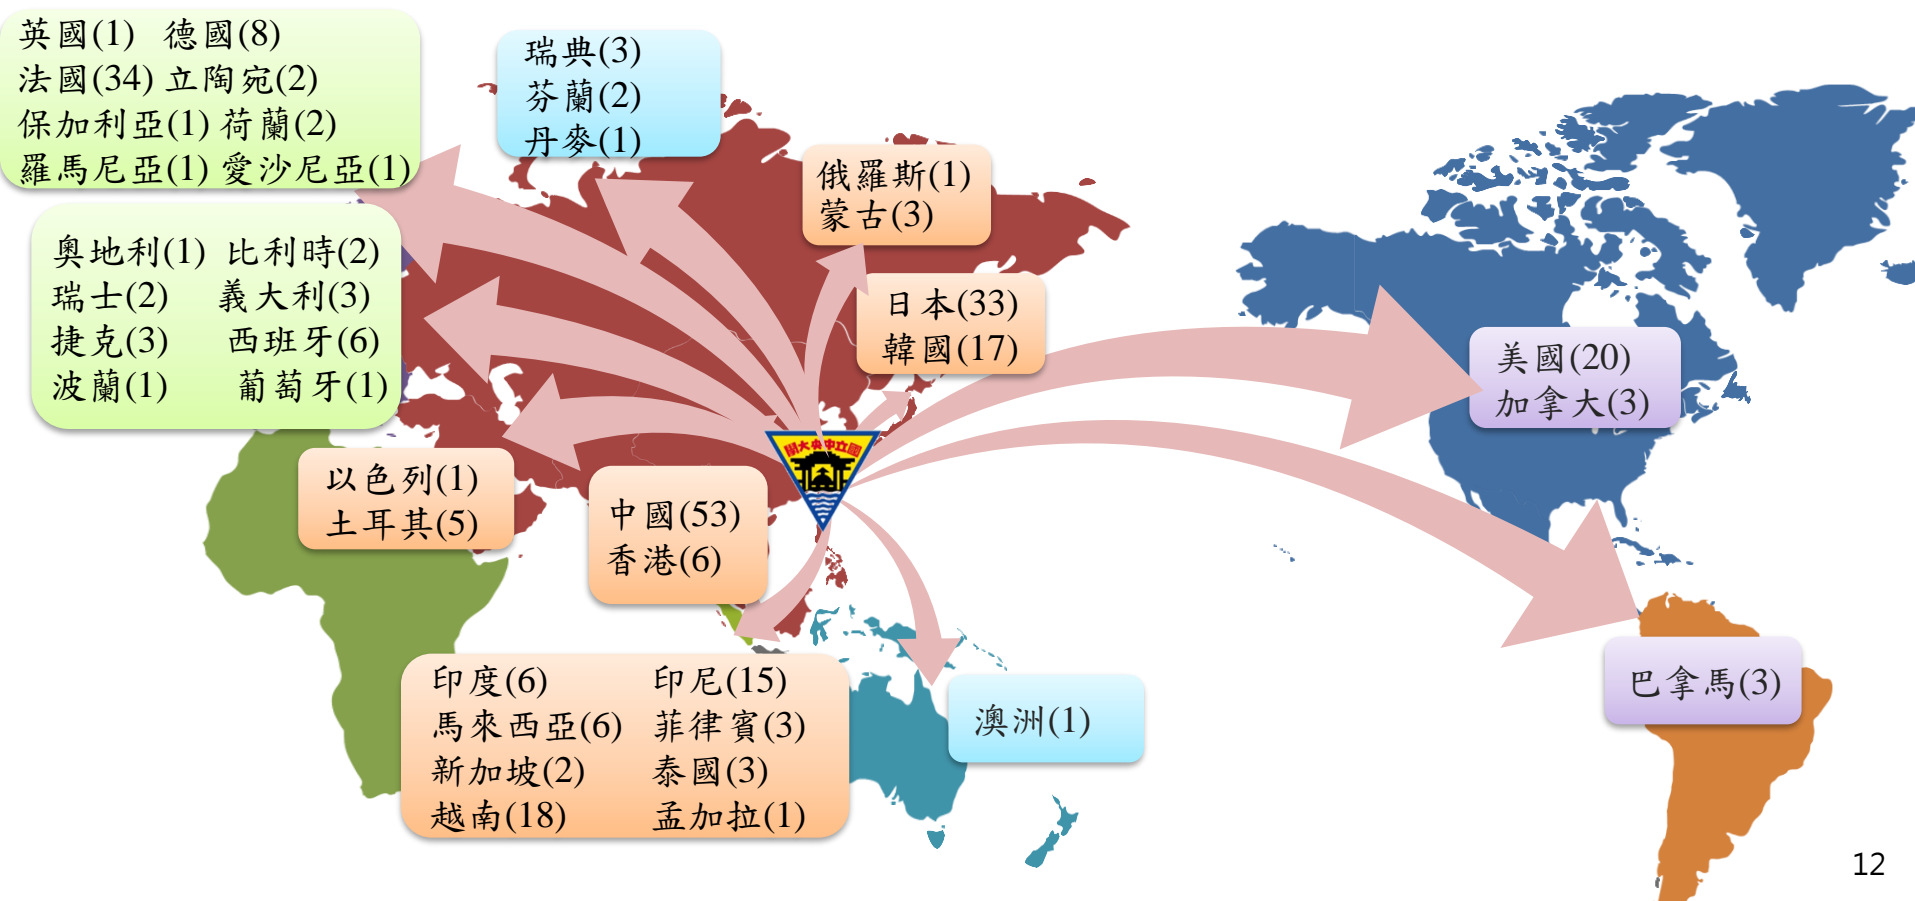 英國(1) 德國(8)
法國(34) 立陶宛(2)
保加利亞(1) 荷蘭(2)
羅馬尼亞(1) 愛沙尼亞(1)
瑞典(3)
芬蘭(2)
丹麥(1)
俄羅斯(1)
蒙古(3)
奧地利(1) 比利時(2)
瑞士(2) 義大利(3)
捷克(3) 西班牙(6)
波蘭(1) 葡萄牙(1)
日本(33)
韓國(17)
美國(20)
加拿大(3)
學大央中立國
以色列(1)
土耳其(5)
中國(53)
香港(6)
印度(6) 印尼(15)
馬來西亞(6) 菲律賓(3)
新加坡(2) 泰國(3)
越南(18) 孟加拉(1)
澳洲(1)
巴拿馬(3)
12